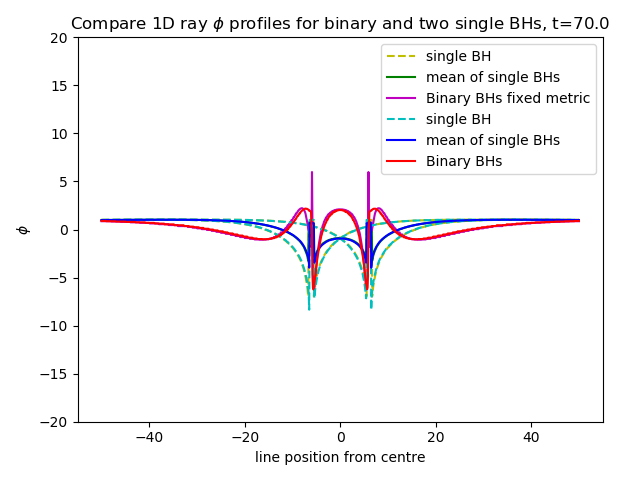 Compare 1D ray ϕ profiles for binary and two single BHs, t=70.0
single BH
mean of single BHs
Binary BHs fixed metric
single BH
mean of single BHs
Binary BHs
20
15
10
5
0
−5
−10
−15
−20
ϕ
−40 −20 0 20 40
line position from centre